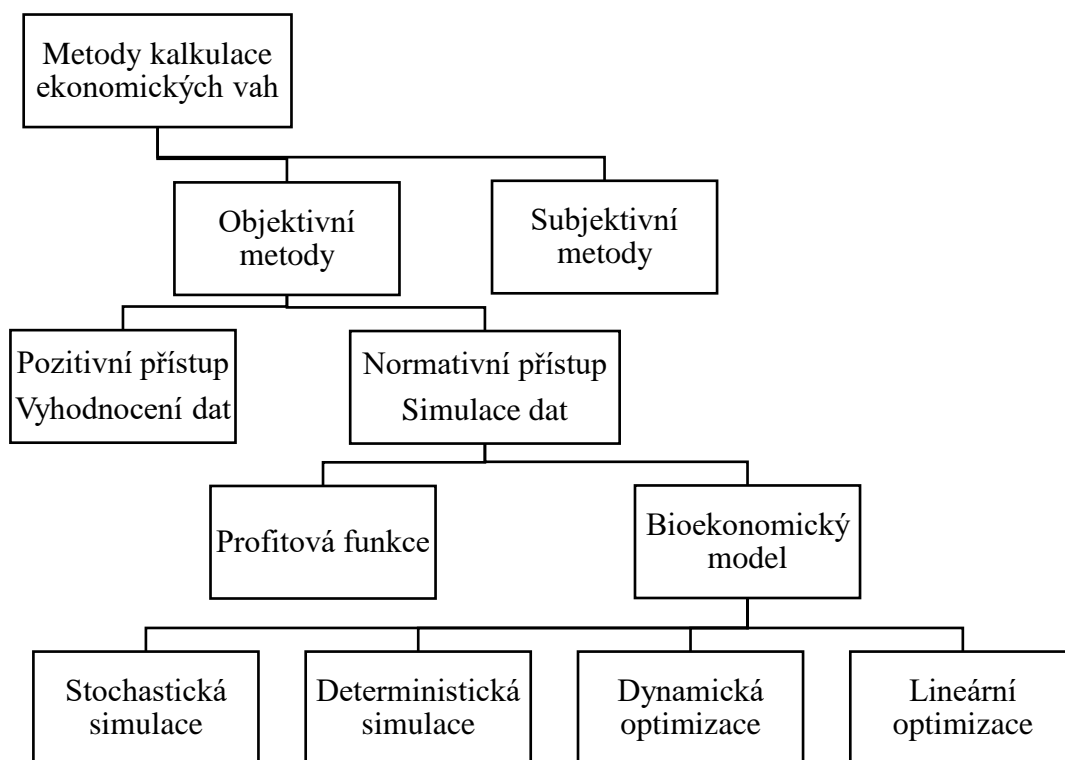 Metody kalkulace
ekonomických vah
Objektivní
metody
Subjektivní
metody
Pozitivní přístup
Vyhodnocení dat
Normativní přístup
Simulace dat
Profitová funkce
Bioekonomický
model
Stochastická
simulace
Deterministická
simulace
Dynamická
optimizace
Lineární
optimizace